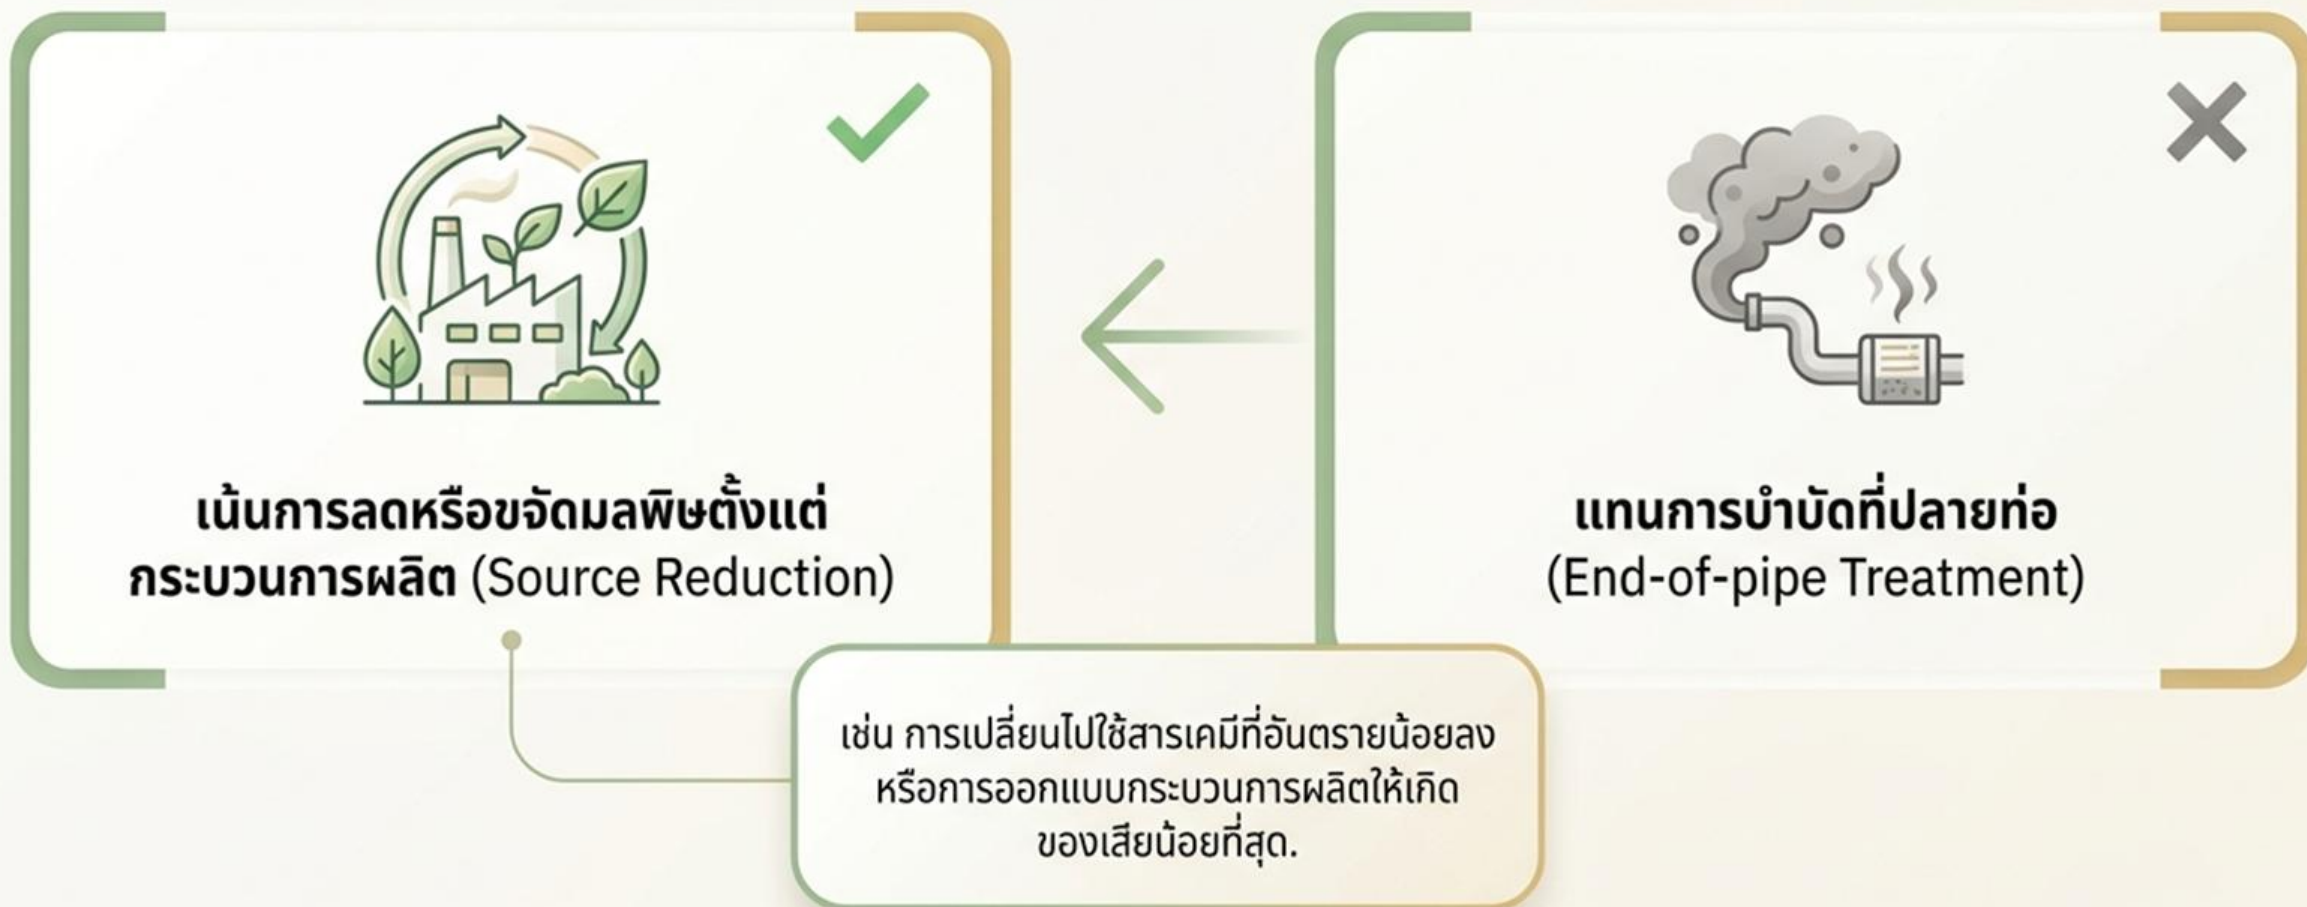 เน้นการลดหรือขจัดมลพิษตั้งแต่
กระบวนการผลิต (Source Reduction)
แทนการบำบัดที่ปลายท่อ
(End-of-pipe Treatment)
เช่น การเปลี่ยนไปใช้สารเคมีที่อันตรายน้อยลง
หรือการออกแบบกระบวนการผลิตให้เกิด
ของเสียน้อยที่สุด.